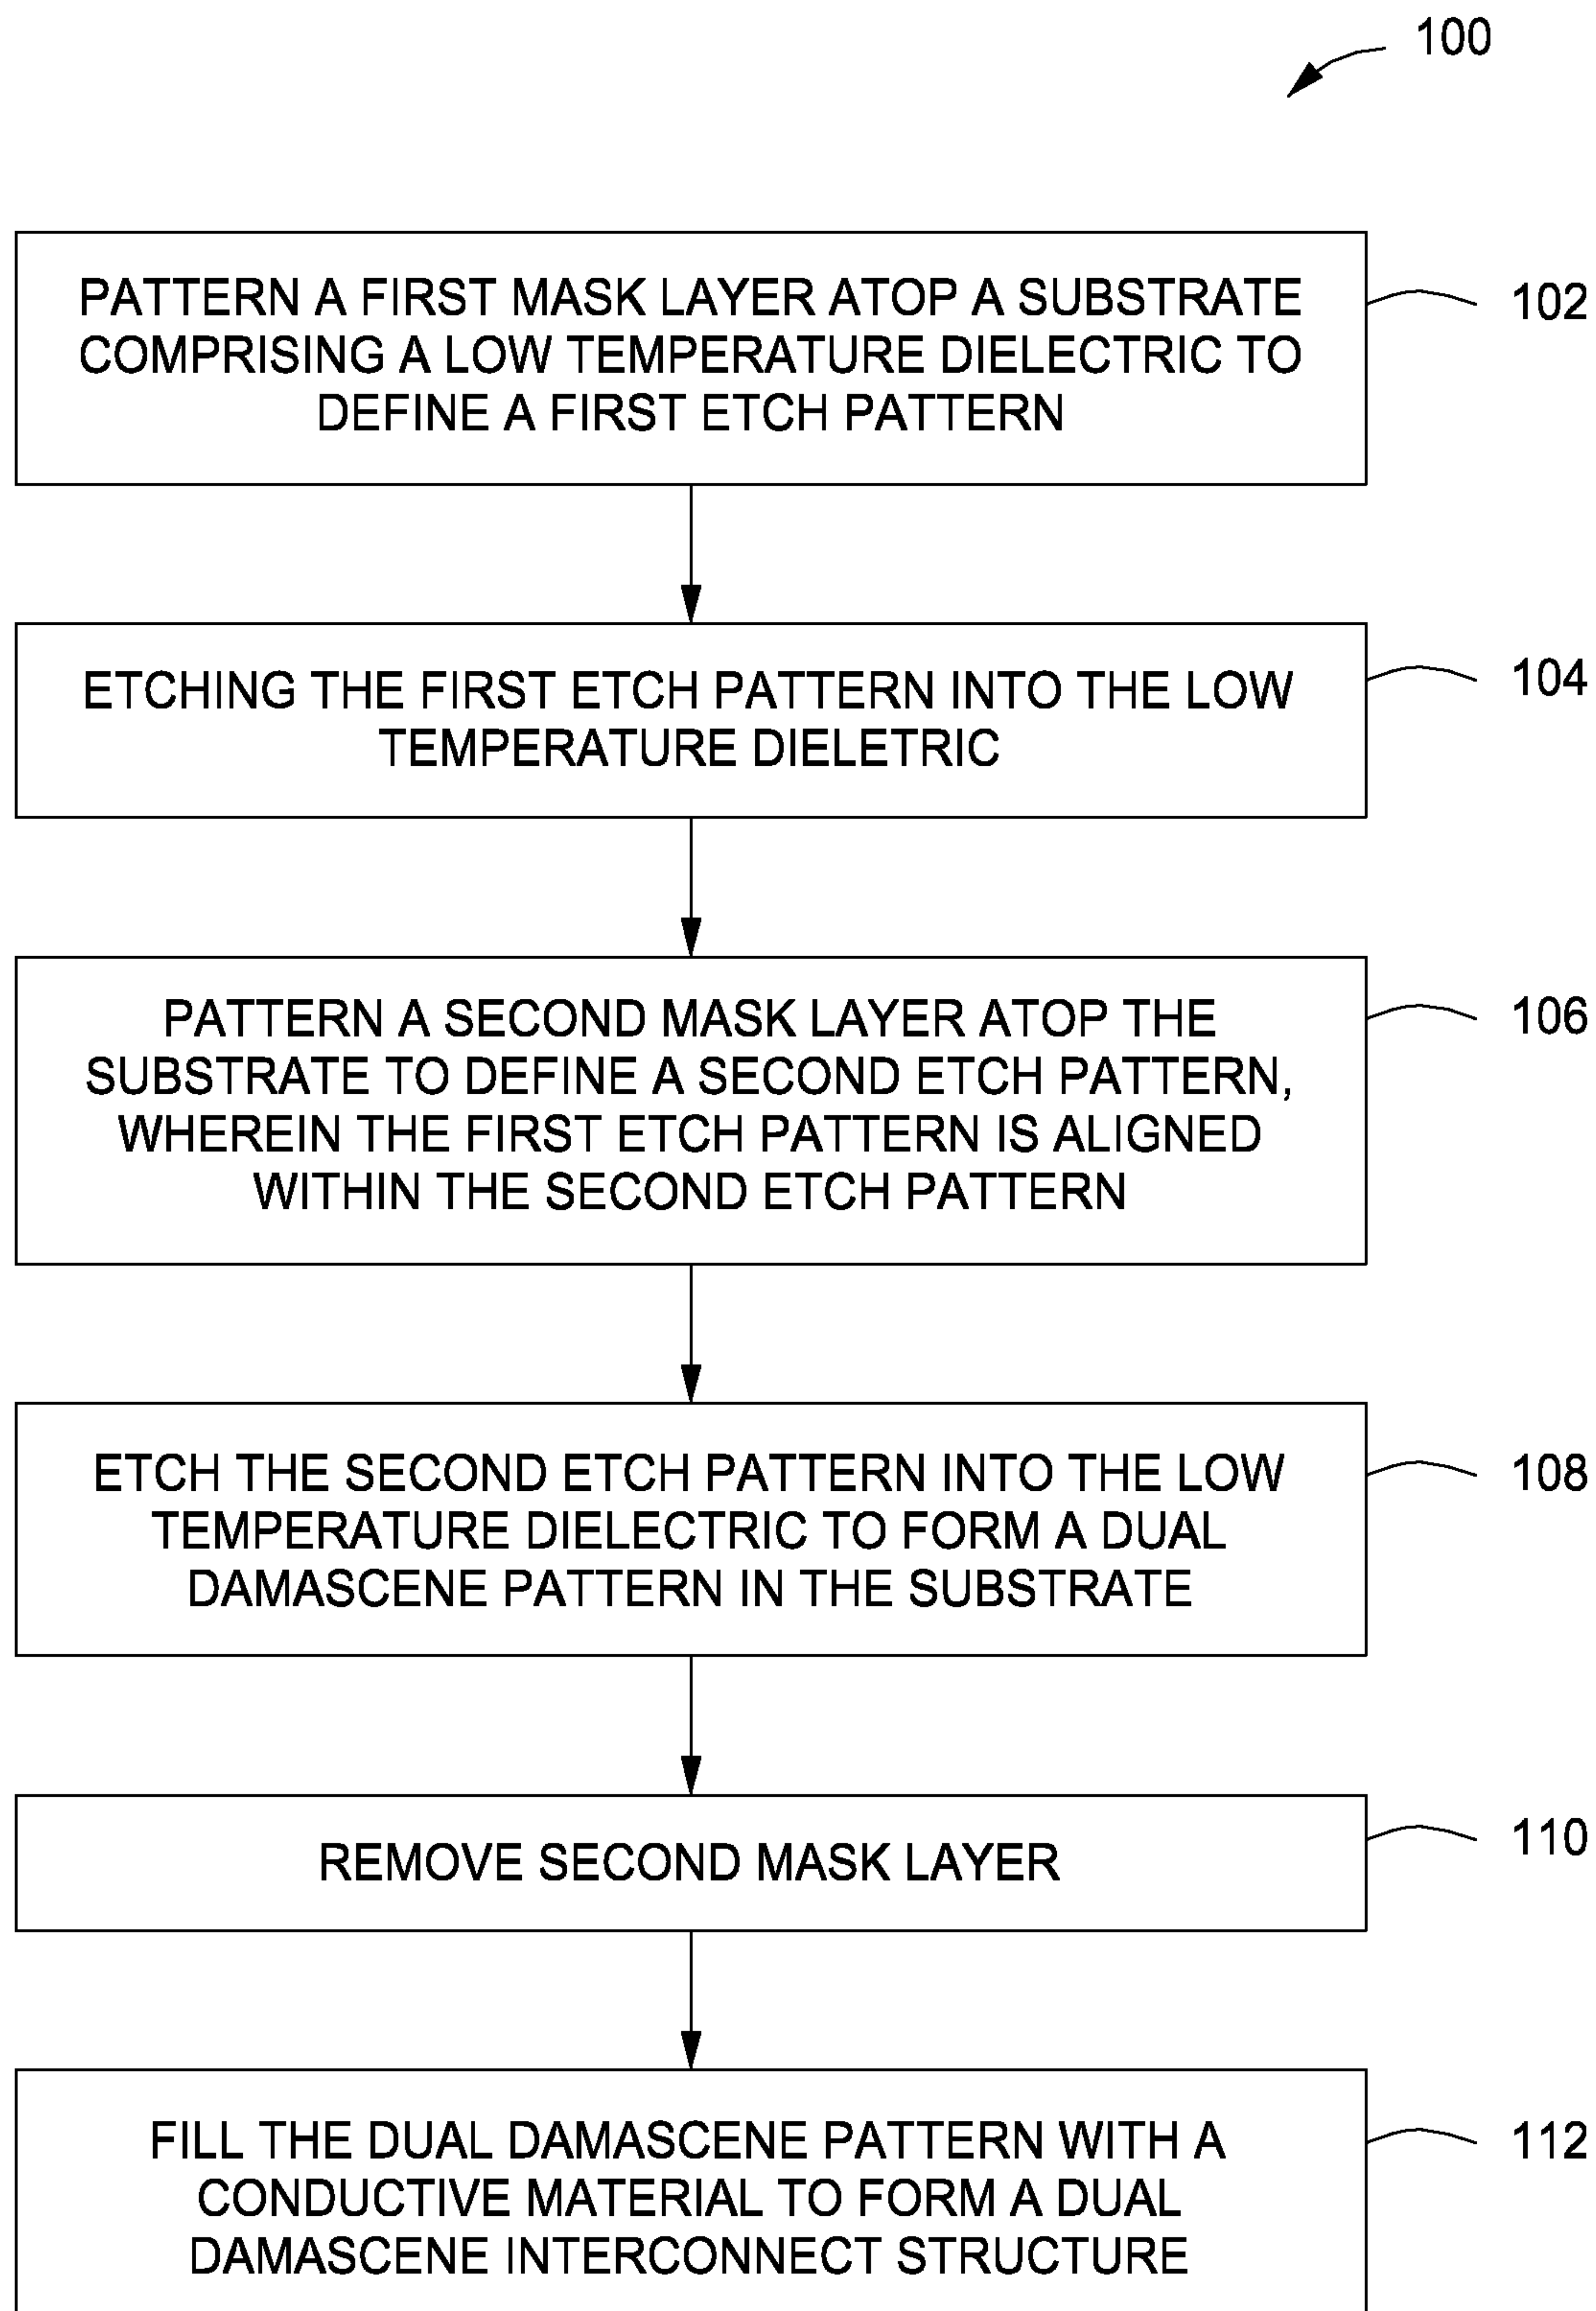 100
PATTERN A FIRST MASK LAYER ATOP A SUBSTRATE
COMPRISING A LOW TEMPERATURE DIELECTRIC TO
DEFINE A FIRST ETCH PATTERN
102
ETCHING THE FIRST ETCH PATTERN INTO THE LOW
TEMPERATURE DIELETRIC
104
PATTERN A SECOND MASK LAYER ATOP THE
SUBSTRATE TO DEFINE A SECOND ETCH PATTERN,
WHEREIN THE FIRST ETCH PATTERN IS ALIGNED
WITHIN THE SECOND ETCH PATTERN
106
ETCH THE SECOND ETCH PATTERN INTO THE LOW
TEMPERATURE DIELECTRIC TO FORM A DUAL
DAMASCENE PATTERN IN THE SUBSTRATE
108
REMOVE SECOND MASK LAYER
110
FILL THE DUAL DAMASCENE PATTERN WITH A
CONDUCTIVE MATERIAL TO FORM A DUAL
DAMASCENE INTERCONNECT STRUCTURE
112